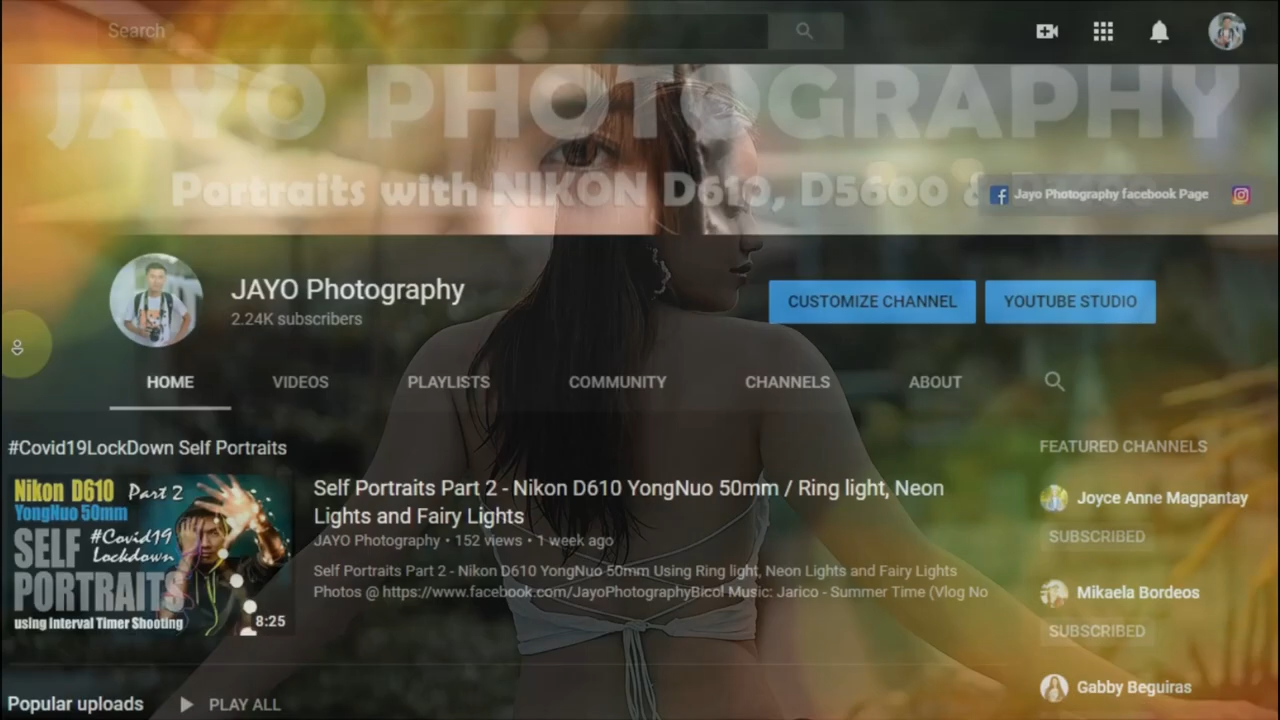 Search
JAYO PHOTOGRAPHY
Portraits with NIKON D610, D5600 &
Jayo Photography facebook Page
JAYO Photography
2.24K subscribers
CUSTOMIZE CHANNEL
YOUTUBE STUDIO
HOME VIDEOS PLAYLISTS COMMUNITY CHANNELS ABOUT
#Covid19LockDown Self Portraits
Nikon D610 Part 2
YongNuo 50mm
#Covid19
Lockdown
SELF
PORTRAITS
using Interval Timer Shooting
8:25
Self Portraits Part 2 - Nikon D610 YongNuo 50mm / Ring light, Neon
Lights and Fairy Lights
JAYO Photography • 152 views • 1 week ago
Self Portraits Part 2 - Nikon D610 YongNuo 50mm Using Ring light, Neon Lights and Fairy Lights
Photos @ https://www.facebook.com/JayoPhotographyBicol Music: Jarico - Summer Time (Vlog No
FEATURED CHANNELS
Joyce Anne Magpantay
SUBSCRIBED
Mikaela Bordeos
SUBSCRIBED
Gabby Beguiras
Popular uploads
PLAY ALL